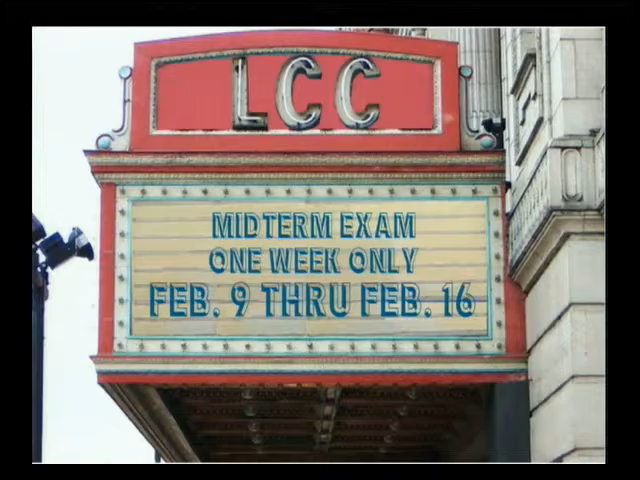 LCC
MIDTERM EXAM
ONE WEEK ONLY
FEB. 9 THRU FEB. 16